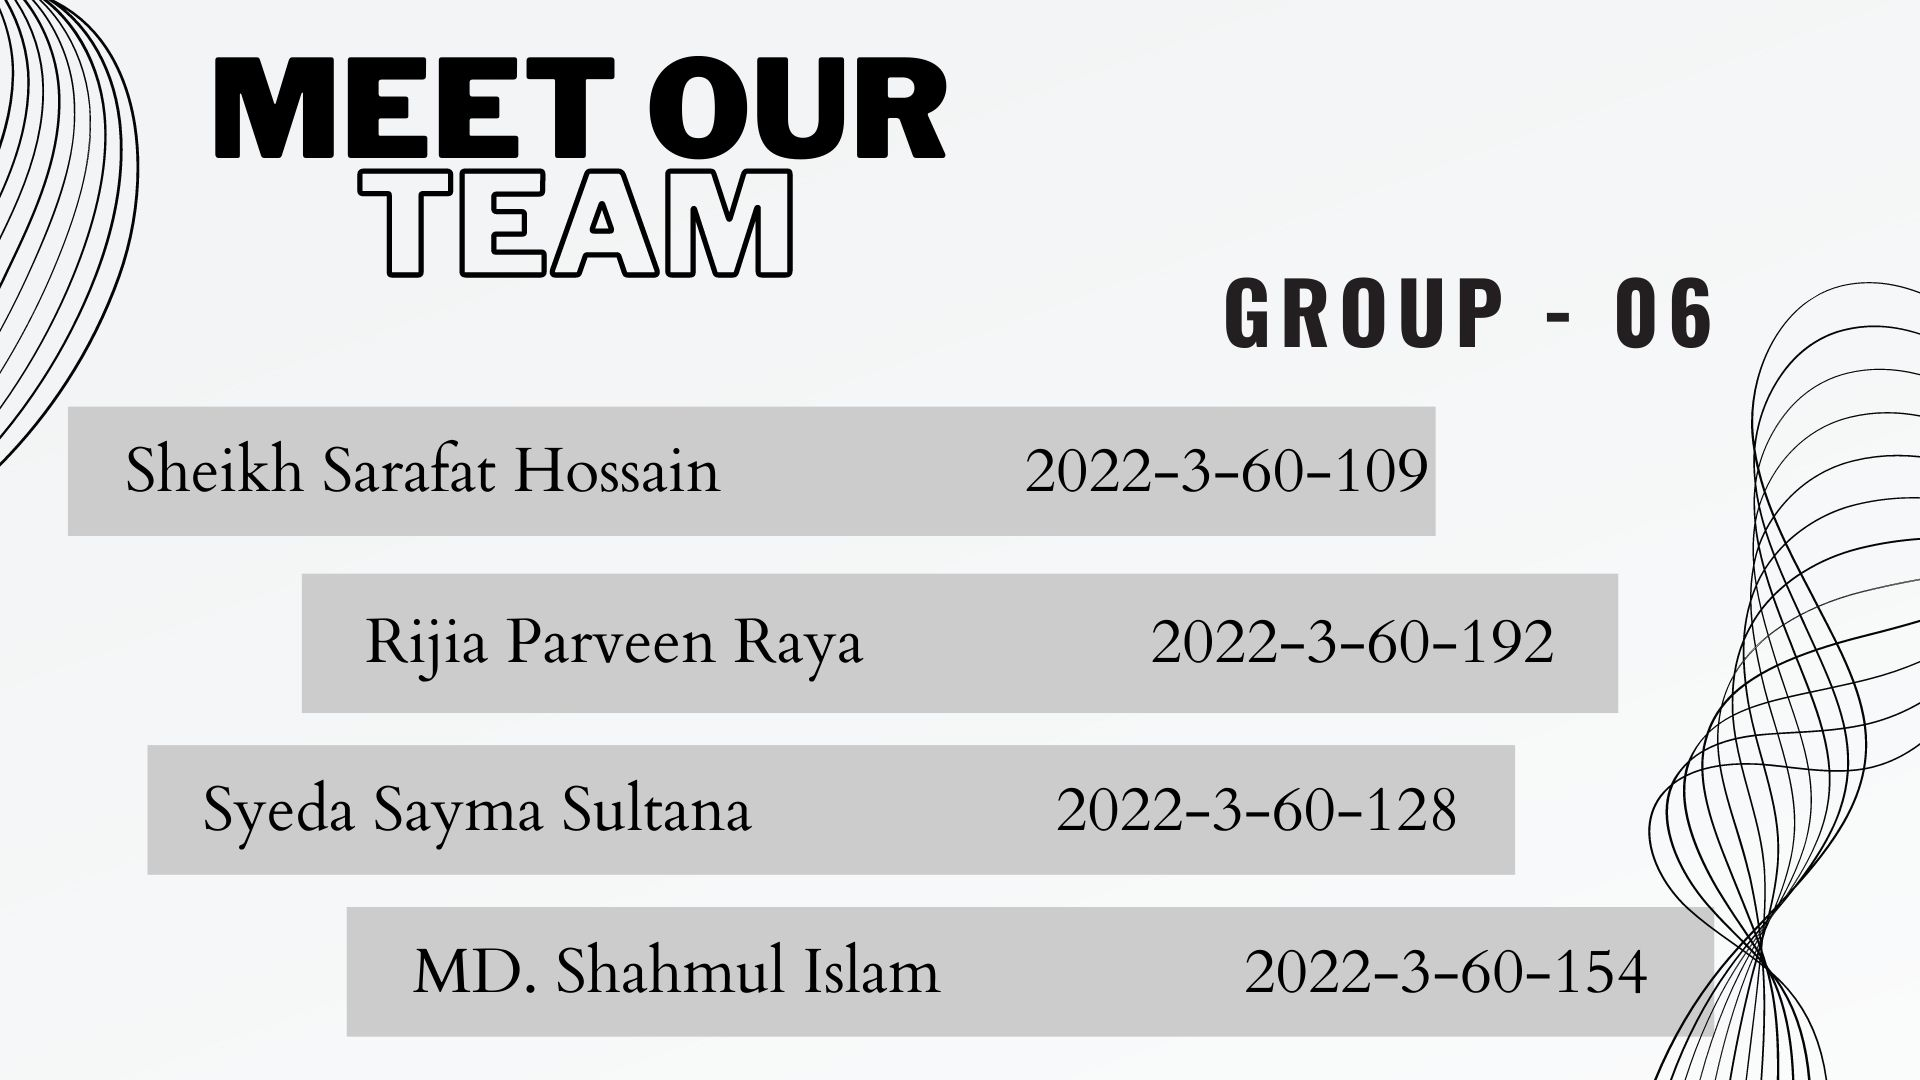 MEET OUR
TEAM
GROUP - 06
Sheikh Sarafat Hossain 2022-3-60-109
Rijia Parveen Raya 2022-3-60-192
Syeda Sayma Sultana 2022-3-60-128
MD. Shahmul Islam 2022-3-60-154